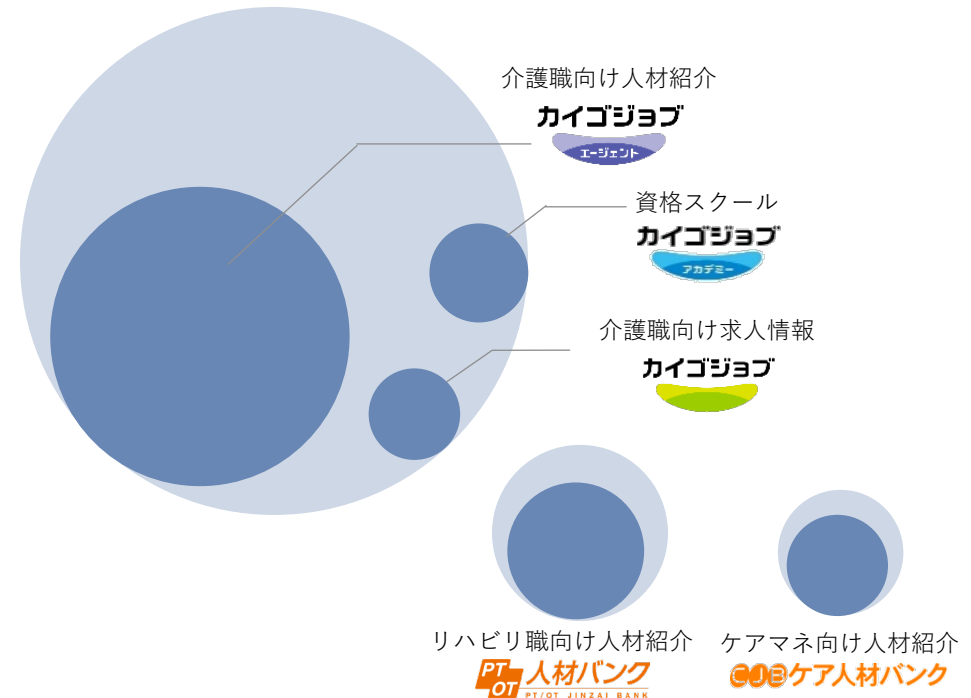 介護職向け人材紹介
カイゴジョブ
エージェント
資格スクール
カイゴジョブ
アカデミー
介護職向け求人情報
カイゴジョブ
リハビリ職向け人材紹介
PT OT 人材バンク
PT/OT JINZAI BANK
ケアマネ向け人材紹介
CJBケア人材バンク